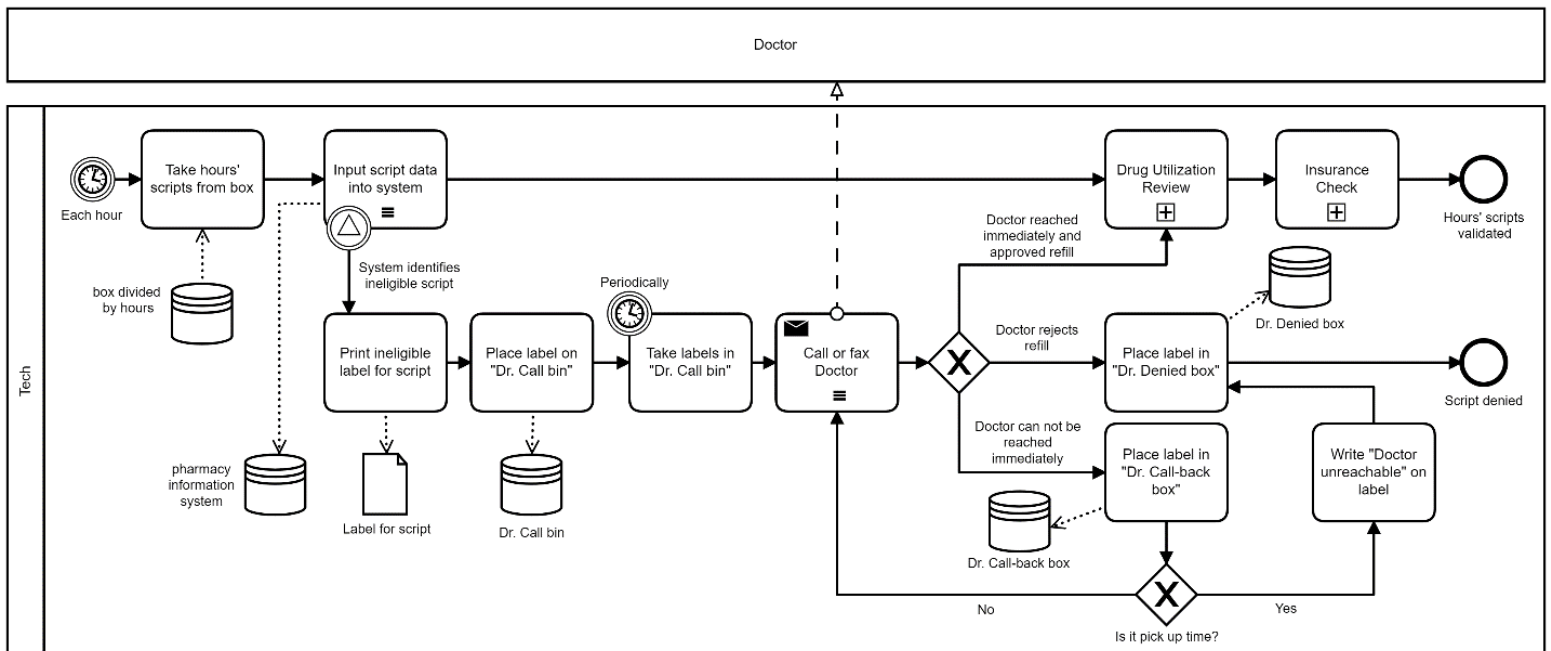 Doctor
Tech
Each hour
Take hours'
scripts from box
box divided
by hours
Input script data
into system
System identifies
ineligible script
pharmacy
information
system
Print ineligible
label for script
Label for script
Place label on
"Dr. Call bin"
Dr. Call bin
Periodically
Take labels in
"Dr. Call bin"
Call or fax
Doctor
Doctor reached
immediately and
approved refill
Doctor rejects
refill
Doctor can not be
reached
immediately
Drug Utilization
Review
Insurance
Check
Hours' scripts
validated
Place label in
"Dr. Denied box"
Dr. Denied box
Script denied
Place label in
"Dr. Call-back
box"
Dr. Call-back box
Write "Doctor
unreachable" on
label
No
Yes
Is it pick up time?